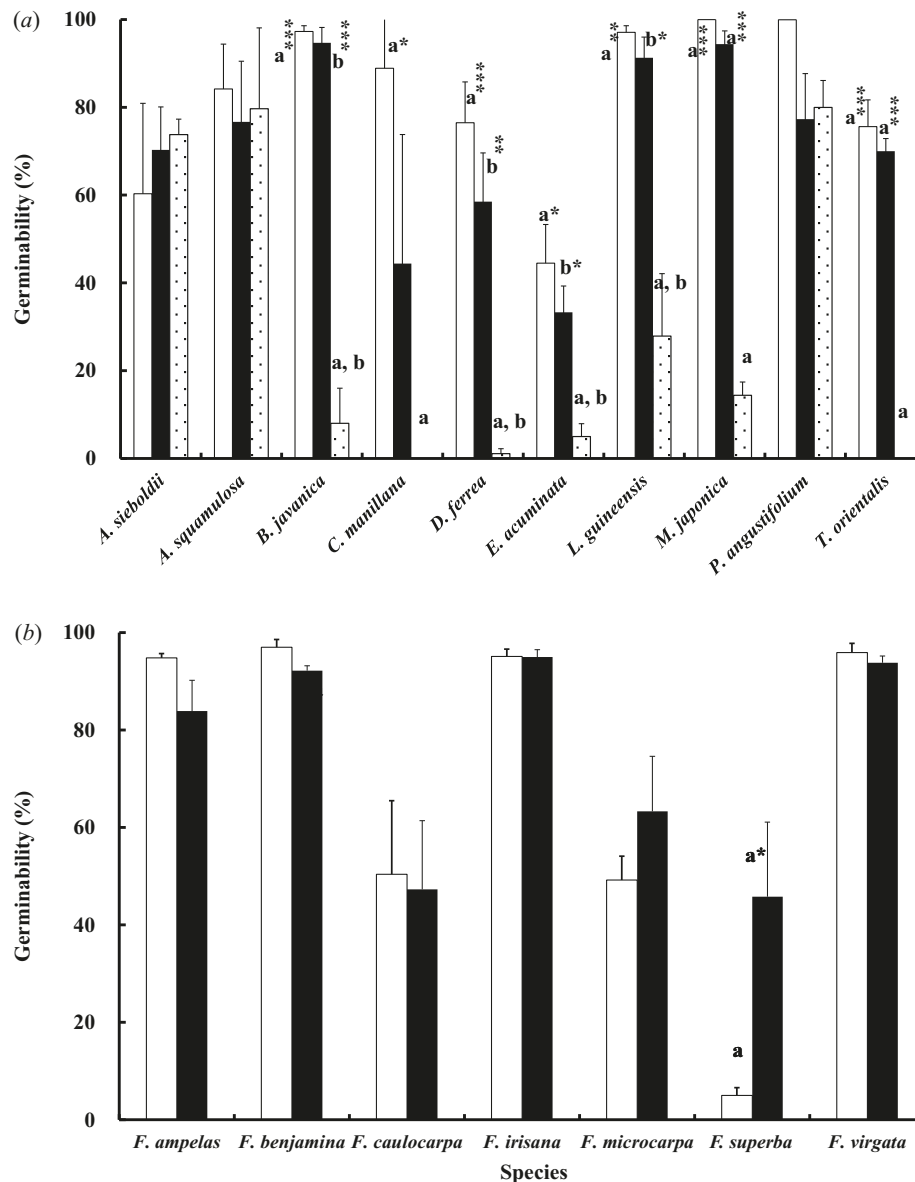 (a)
100
80
60
40
20
0
Germinability (%)
a ***
b ***
a, b
a*
a
a ***
b **
a, b
a*
b*
a, b
a **
b*
a, b
a ***
a ***
a
a ***
a ***
a
A. sieboldii
A. squamulosa
B. javanica
C. manillana
D. ferrea
E. acuminata
L. guineensis
M. japonica
P. angustifolium
T. orientalis
(b)
100
80
60
40
20
0
Germinability (%)
a
a*
F. ampelas F. benjamina F. caulocarpa F. irisana F. microcarpa F. superba F. virgata
Species